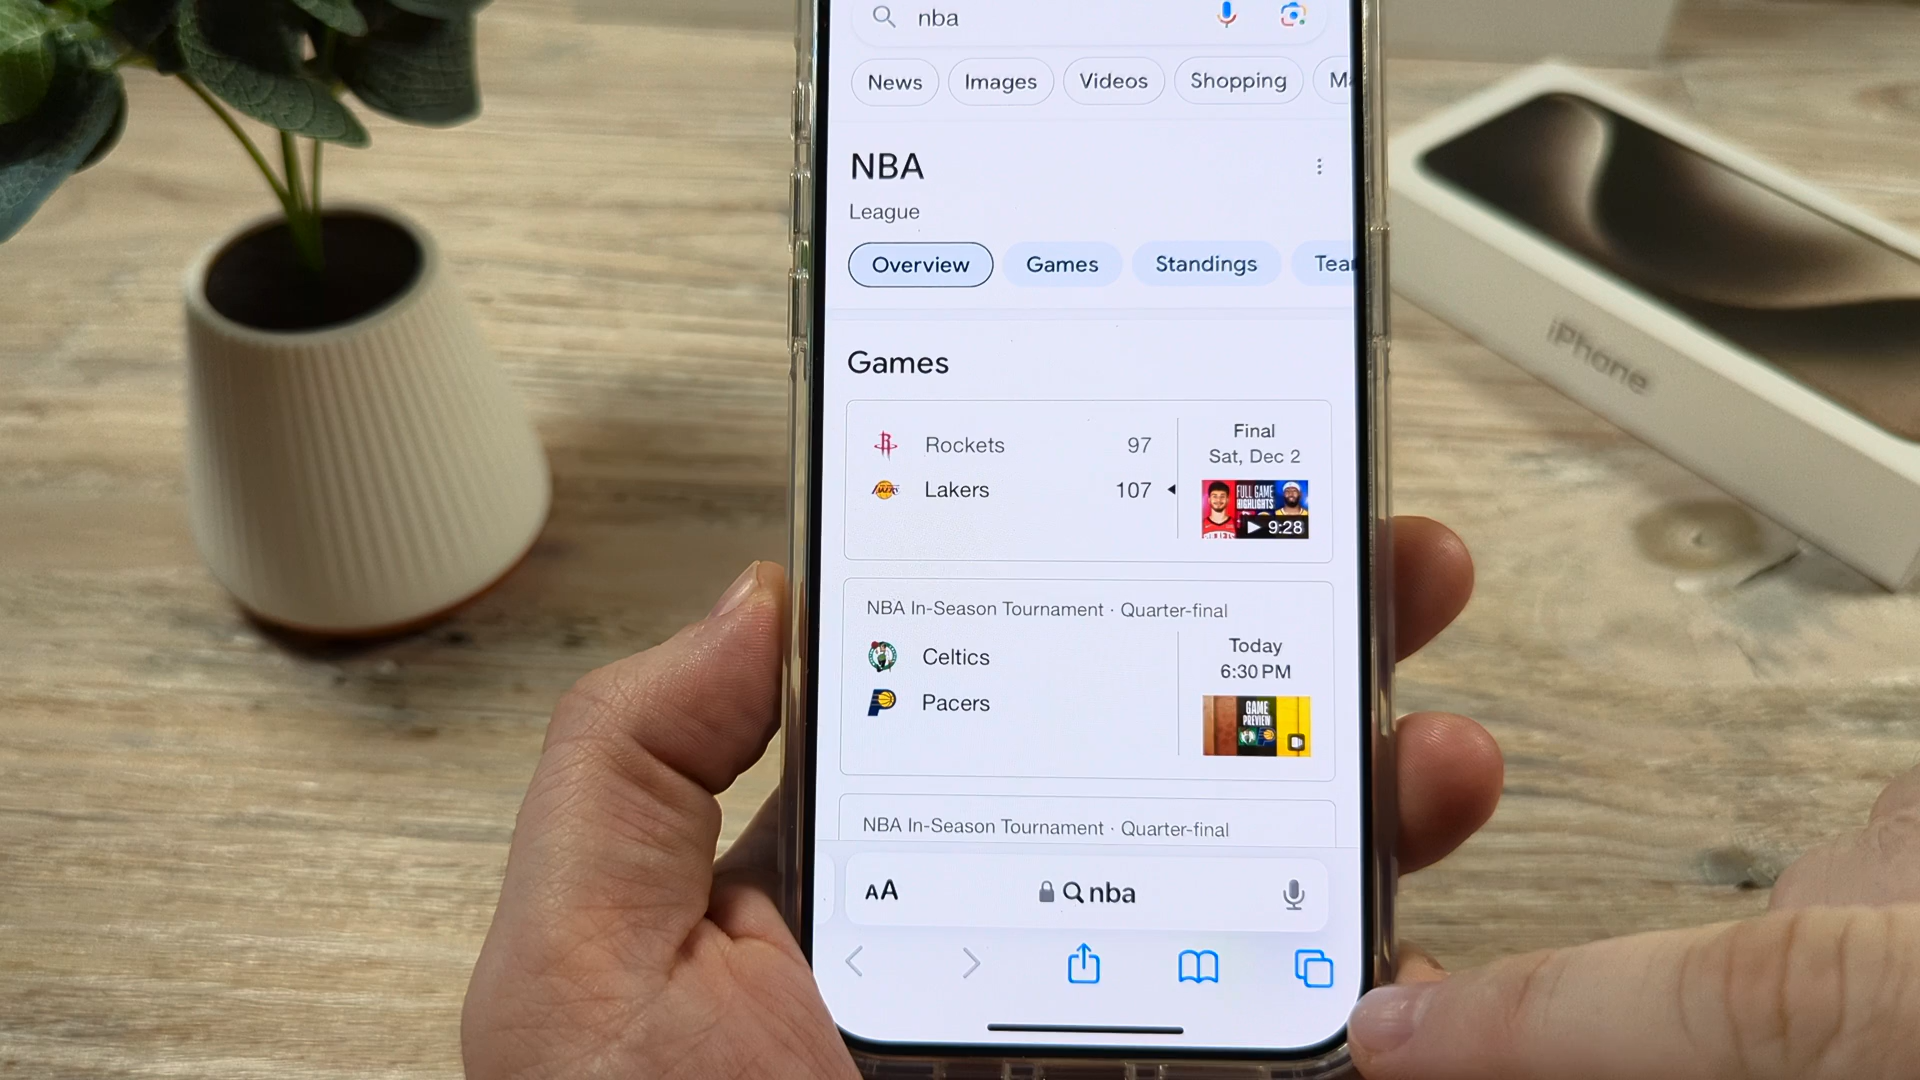 nba
News Images Videos Shopping Ma
NBA
League
Overview Games Standings Tea
Games
Rockets 97
Lakers 107
Final
Sat, Dec 2
FULL GAME
HIGHLIGHTS
9:28
NBA In-Season Tournament · Quarter-final
Celtics
Pacers
Today
6:30 PM
GAME
PREVIEW
NBA In-Season Tournament · Quarter-final
AA nba
iPhone